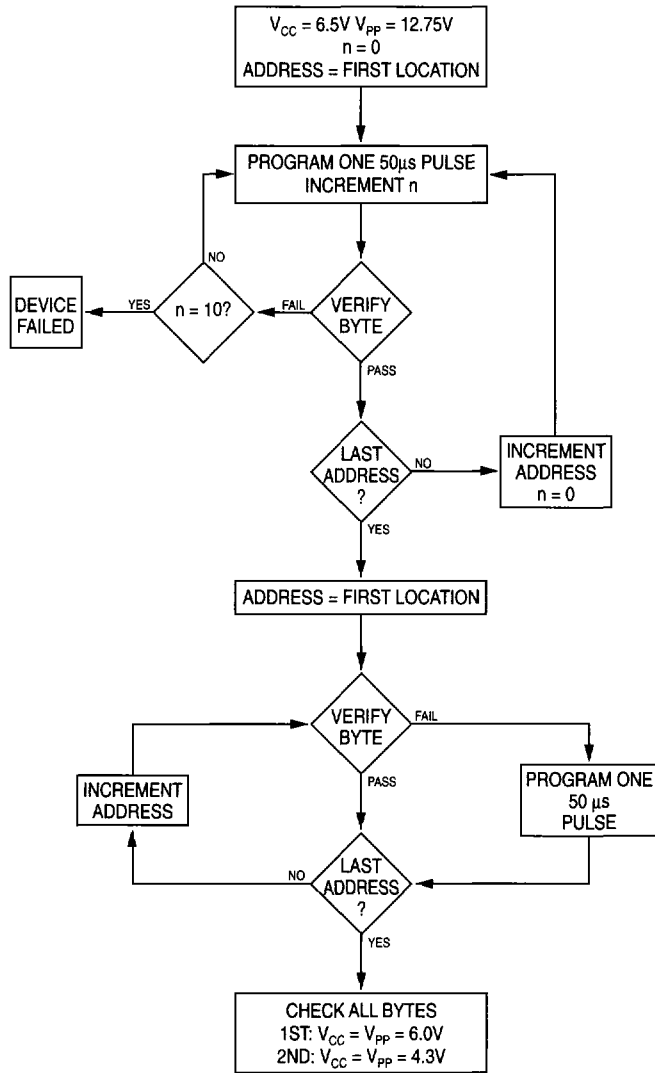 V_CC = 6.5V V_PP = 12.75V
n = 0
ADDRESS = FIRST LOCATION
PROGRAM ONE 50µs PULSE
INCREMENT n
NO
DEVICE
FAILED
YES
n = 10?
FAIL
VERIFY
BYTE
PASS
LAST
ADDRESS
?
NO
INCREMENT
ADDRESS
n = 0
YES
ADDRESS = FIRST LOCATION
VERIFY
BYTE
FAIL
PASS
INCREMENT
ADDRESS
PROGRAM ONE
50 µs
PULSE
NO
LAST
ADDRESS
?
YES
CHECK ALL BYTES
1ST: V_CC = V_PP = 6.0V
2ND: V_CC = V_PP = 4.3V